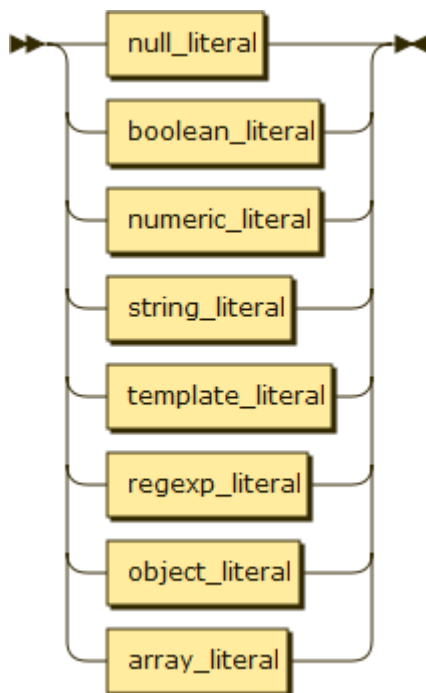 null_literal
boolean_literal
numeric_literal
string_literal
template_literal
regexp_literal
object_literal
array_literal